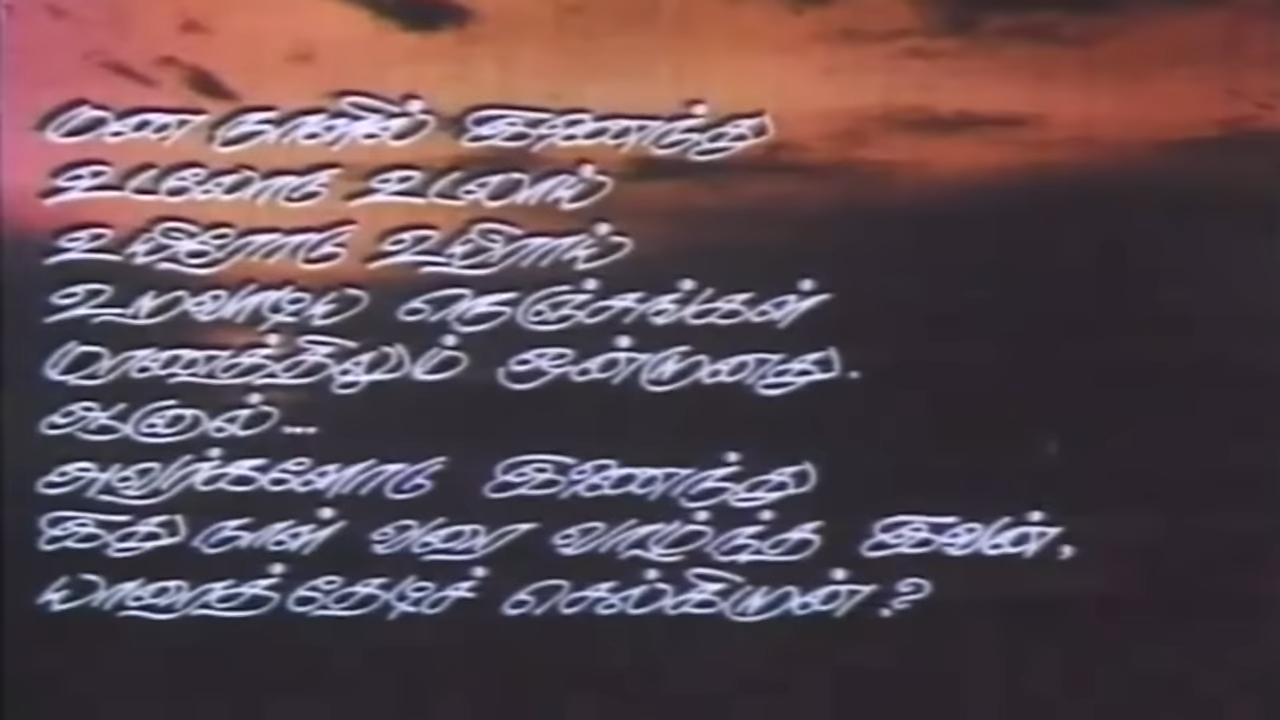 மண நாளில் இணைந்து
உடலோடு உடலாய்
உயிரோடு உயிராய்
உறவாடிய நெஞ்சங்கள்
மரணத்திலும் ஒன்றானது.
ஆனால்...
அவர்களோடு இணைந்து
இது நாள் வரை வாழ்ந்த இவன்,
யாரைத் தேடிச் செல்கிறான்?